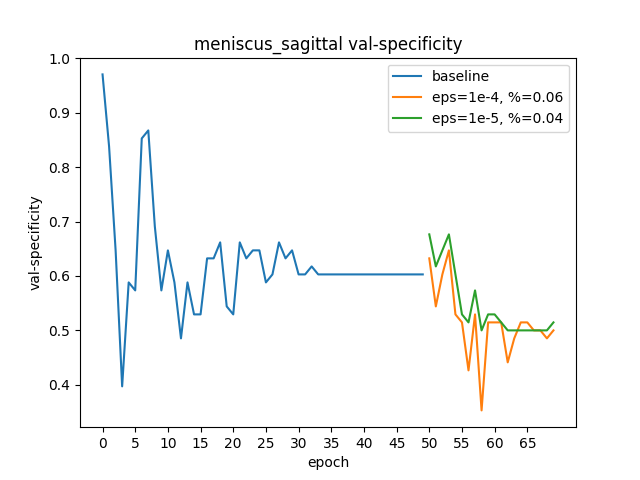 meniscus_sagittal val-specificity
baseline
eps=1e-4, %=0.06
eps=1e-5, %=0.04
1.0
0.9
0.8
0.7
0.6
0.5
0.4
val-specificity
0 5 10 15 20 25 30 35 40 45 50 55 60 65
epoch